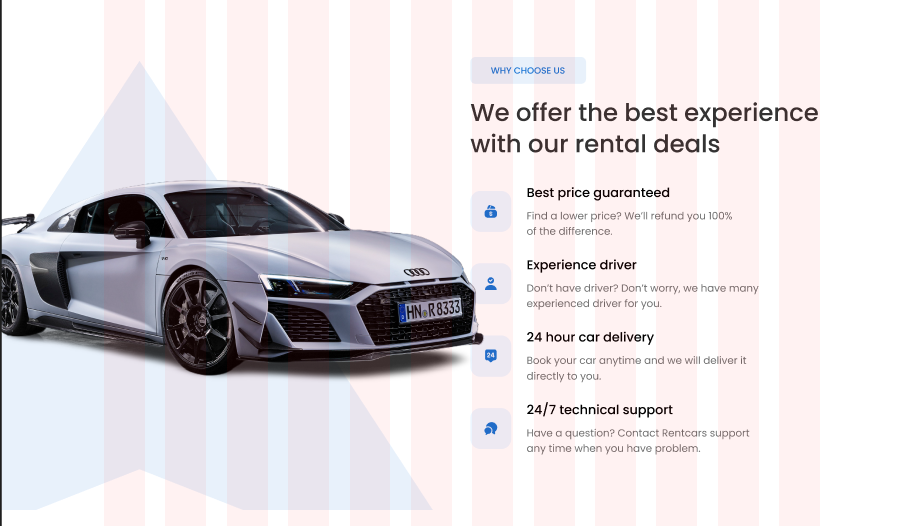 WHY CHOOSE US
We offer the best experience
with our rental deals
Best price guaranteed
Find a lower price? We’ll refund you 100%
of the difference.
Experience driver
Don’t have driver? Don’t worry, we have many
experienced driver for you.
HN R 8333
24 hour car delivery
24
Book your car anytime and we will deliver it
directly to you.
24/7 technical support
Have a question? Contact Rentcars support
any time when you have problem.